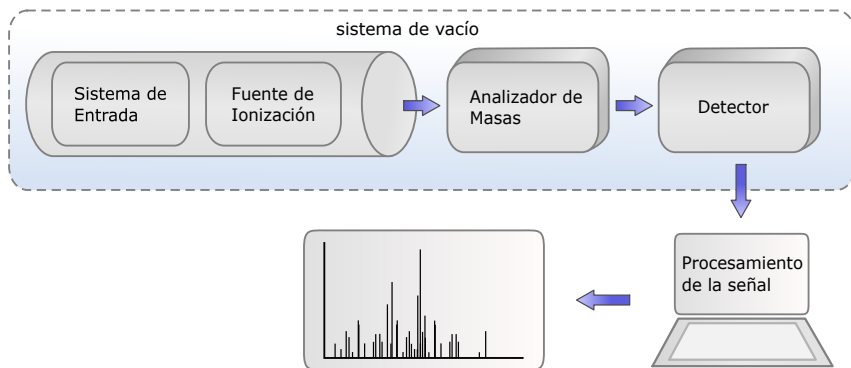 sistema de vacío
Sistema de
Entrada
Fuente de
Ionización
Analizador de
Masas
Detector
Procesamiento
de la señal